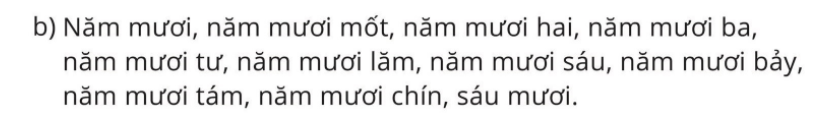 b) Năm mươi, năm mươi mốt, năm mươi hai, năm mươi ba,
năm mươi tư, năm mươi lăm, năm mươi sáu, năm mươi bảy,
năm mươi tám, năm mươi chín, sáu mươi.